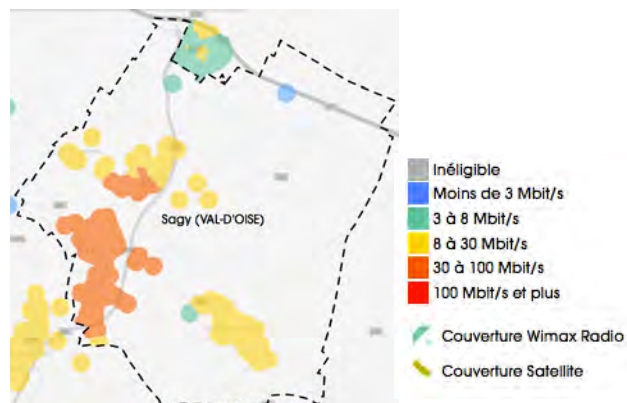 Sagy (VAL-D'OISE)
Inéligible
Moins de 3 Mbit/s
3 à 8 Mbit/s
8 à 30 Mbit/s
30 à 100 Mbit/s
100 Mbit/s et plus
Couverture Wimax Radio
Couverture Satellite